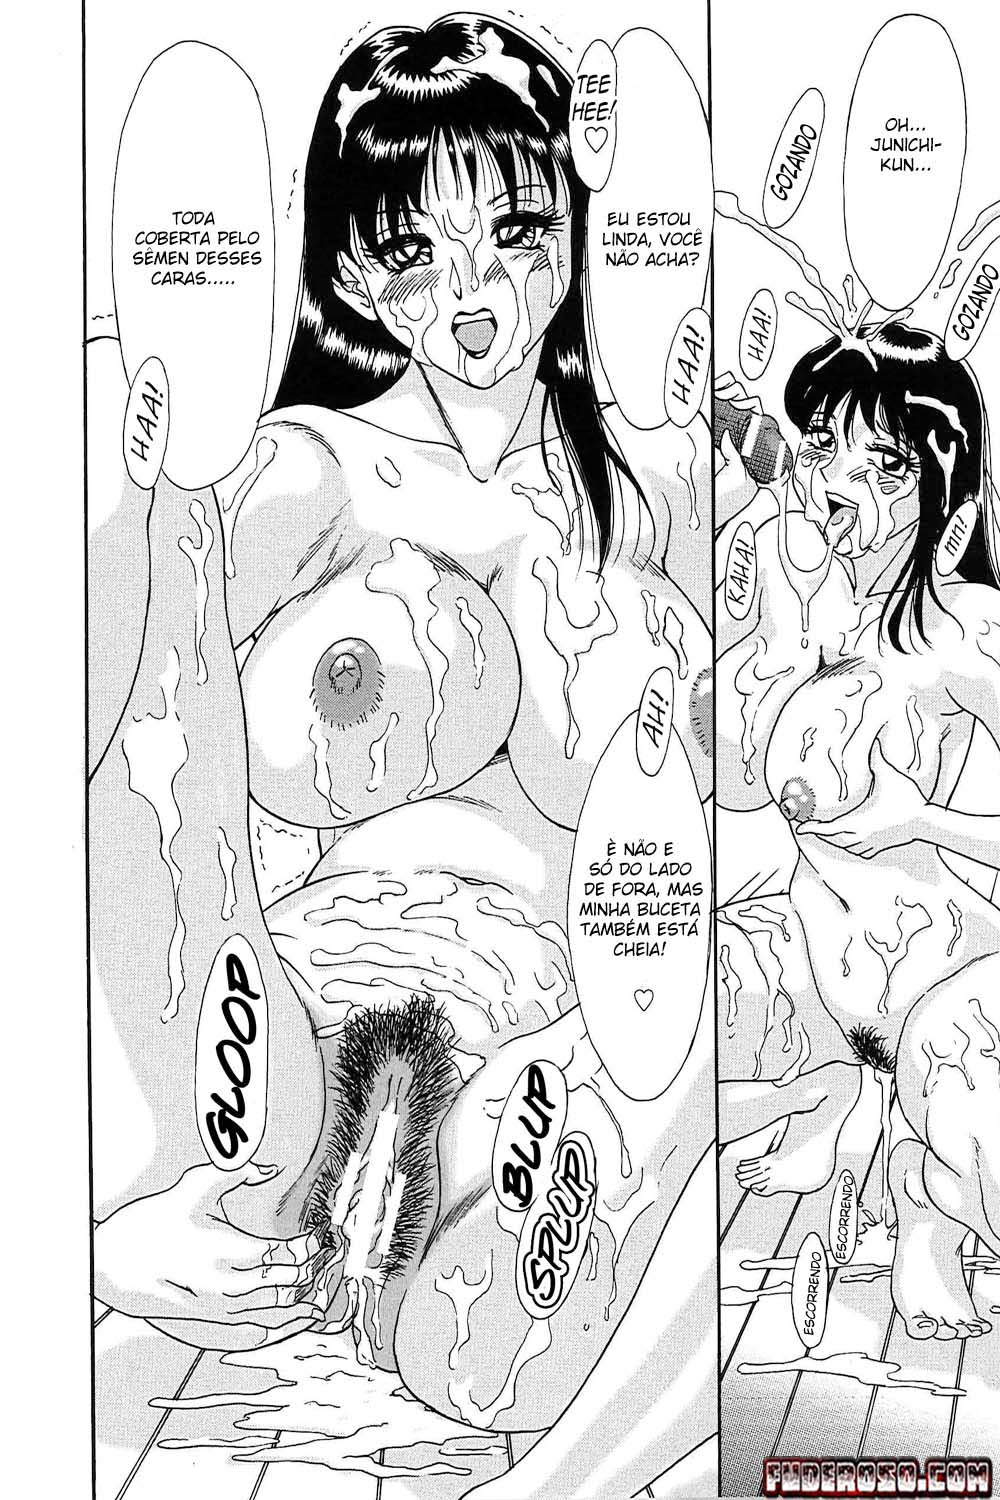 OH...
JUNICHI-
KUN...
GOZANDO
GOZANDO
HAA!
KAHA!
mn!
ESCORRENDO
ESCORRENDO
TEE
HEE!
♡
EU ESTOU
LINDA, VOCÊ
NÃO ACHA?
HAA!
TODA
COBERTA PELO
SÊMEN DESSES
CARAS.....
HAA!
AH!
È NÃO E
SÓ DO LADO
DE FORA, MAS
MINHA BUCETA
TAMBÉM ESTÁ
CHEIA!
♡
GLOOP
BLUP
SPLUP
FUDEROSO.COM